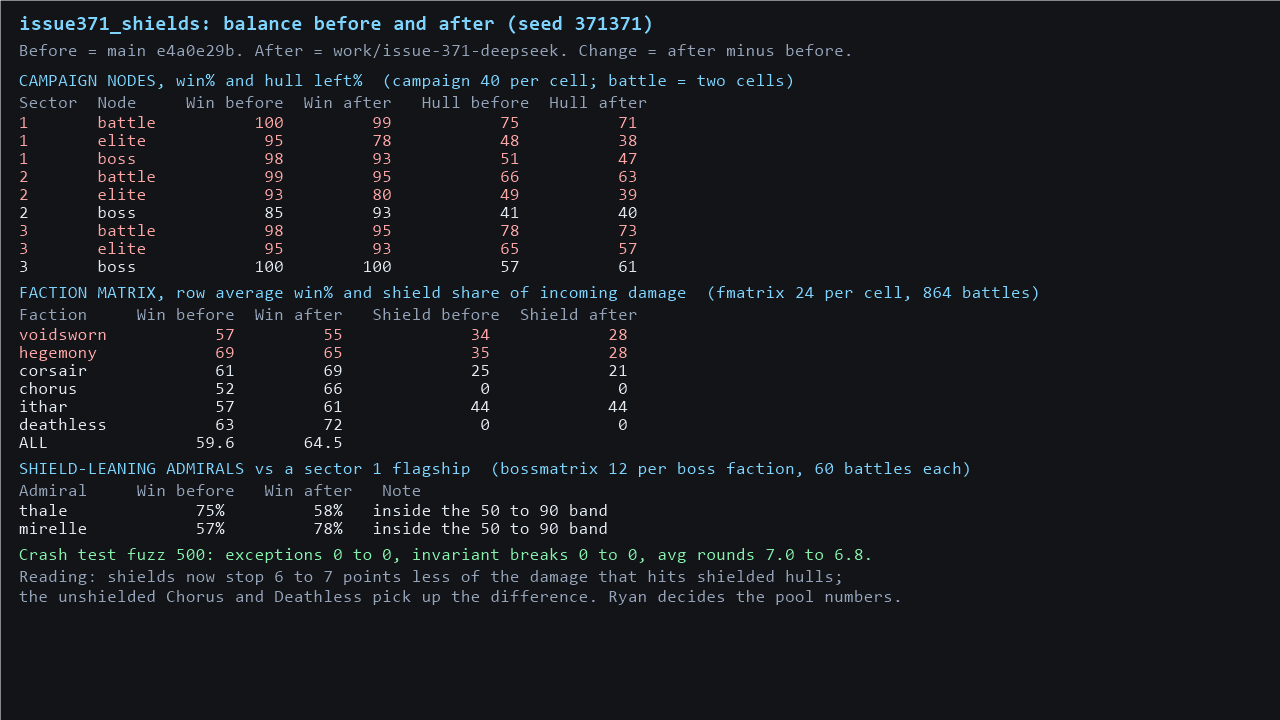 issue371_shields: balance before and after (seed 371371)
Before = main e4a0e29b. After = work/issue-371-deepseek. Change = after minus before.
CAMPAIGN NODES, win% and hull left%  (campaign 40 per cell; battle = two cells)
Sector  Node     Win before  Win after   Hull before  Hull after
1       battle          100         99           75          71
1       elite            95         78           48          38
1       boss             98         93           51          47
2       battle           99         95           66          63
2       elite            93         80           49          39
2       boss             85         93           41          40
3       battle           98         95           78          73
3       elite            95         93           65          57
3       boss            100        100           57          61
FACTION MATRIX, row average win% and shield share of incoming damage  (fmatrix 24 per cell, 864 battles)
Faction     Win before  Win after   Shield before  Shield after
voidsworn           57         55             34            28
hegemony            69         65             35            28
corsair             61         69             25            21
chorus              52         66              0             0
ithar               57         61             44            44
deathless           63         72              0             0
ALL               59.6       64.5
SHIELD-LEANING ADMIRALS vs a sector 1 flagship  (bossmatrix 12 per boss faction, 60 battles each)
Admiral     Win before   Win after   Note
thale             75%         58%   inside the 50 to 90 band
mirelle           57%         78%   inside the 50 to 90 band
Crash test fuzz 500: exceptions 0 to 0, invariant breaks 0 to 0, avg rounds 7.0 to 6.8.
Reading: shields now stop 6 to 7 points less of the damage that hits shielded hulls;
the unshielded Chorus and Deathless pick up the difference. Ryan decides the pool numbers.